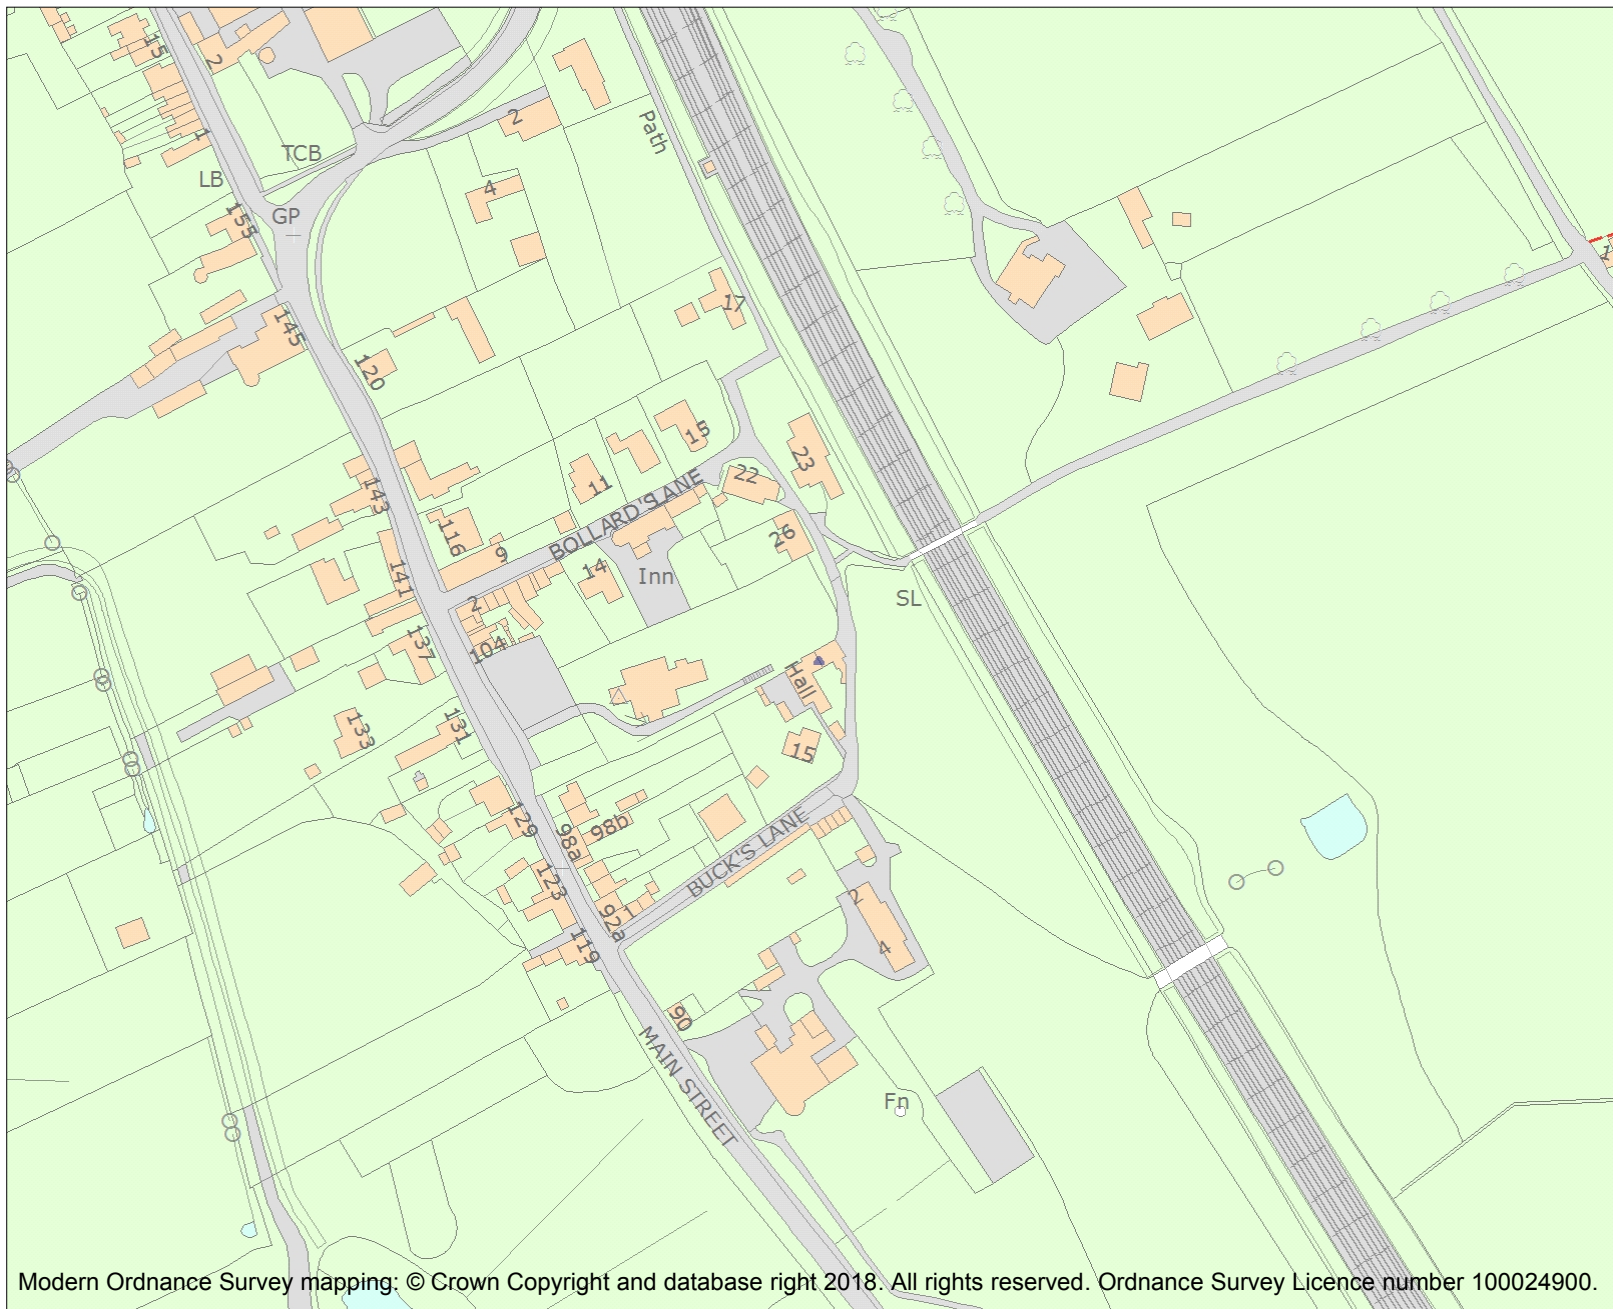 15
2
1
TCB
LB
GP
155
2
4
Path
17
145
120
1
15
11
23
22
143
116
9
BOLLARD'S LANE
26
141
14
Inn
SL
2
104
137
Hall
133
131
15
129
98a
98b
BUCK'S LANE
123
92a
1
119
2
4
90
MAIN STREET
Fn
Modern Ordnance Survey mapping: © Crown Copyright and database right 2018. All rights reserved. Ordnance Survey Licence number 100024900.